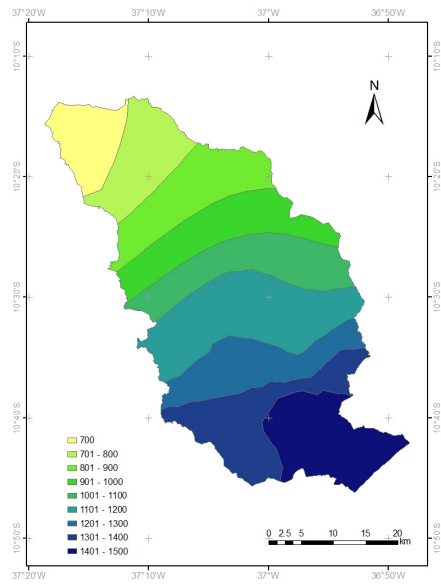 37°20'W 37°10'W 37°W 36°50'W
10°10'S 10°10'S
N
10°20'S 10°20'S
10°30'S 10°30'S
10°40'S 10°40'S
700
701 - 800
801 - 900
901 - 1000
1001 - 1100
1101 - 1200
1201 - 1300
1301 - 1400
1401 - 1500
0 2.5 5 10 15 20
km
10°50'S 10°50'S
37°20'W 37°10'W 37°W 36°50'W